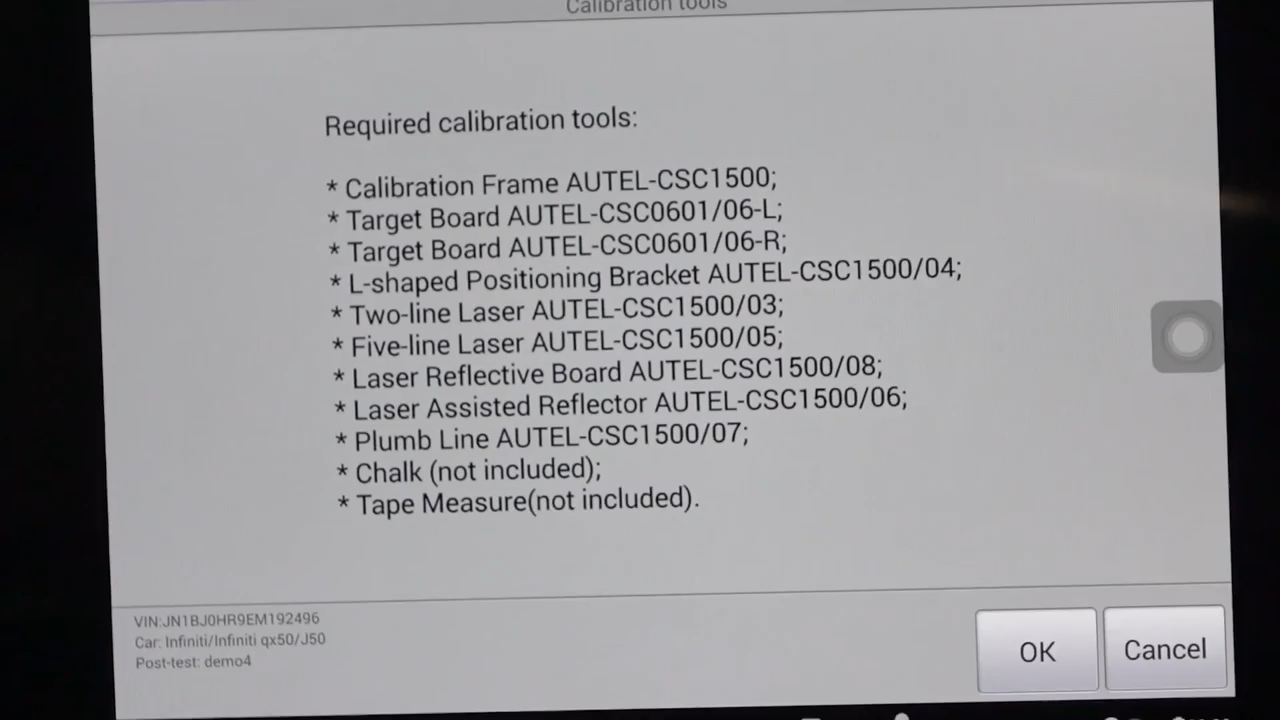 Calibration tools
Required calibration tools:
* Calibration Frame AUTEL-CSC1500;
* Target Board AUTEL-CSC0601/06-L;
* Target Board AUTEL-CSC0601/06-R;
* L-shaped Positioning Bracket AUTEL-CSC1500/04;
* Two-line Laser AUTEL-CSC1500/03;
* Five-line Laser AUTEL-CSC1500/05;
* Laser Reflective Board AUTEL-CSC1500/08;
* Laser Assisted Reflector AUTEL-CSC1500/06;
* Plumb Line AUTEL-CSC1500/07;
* Chalk (not included);
* Tape Measure(not included).
VIN:JN1BJ0HR9EM192496
Car: Infiniti/Infiniti qx50/J50
Post-test: demo4
OK
Cancel